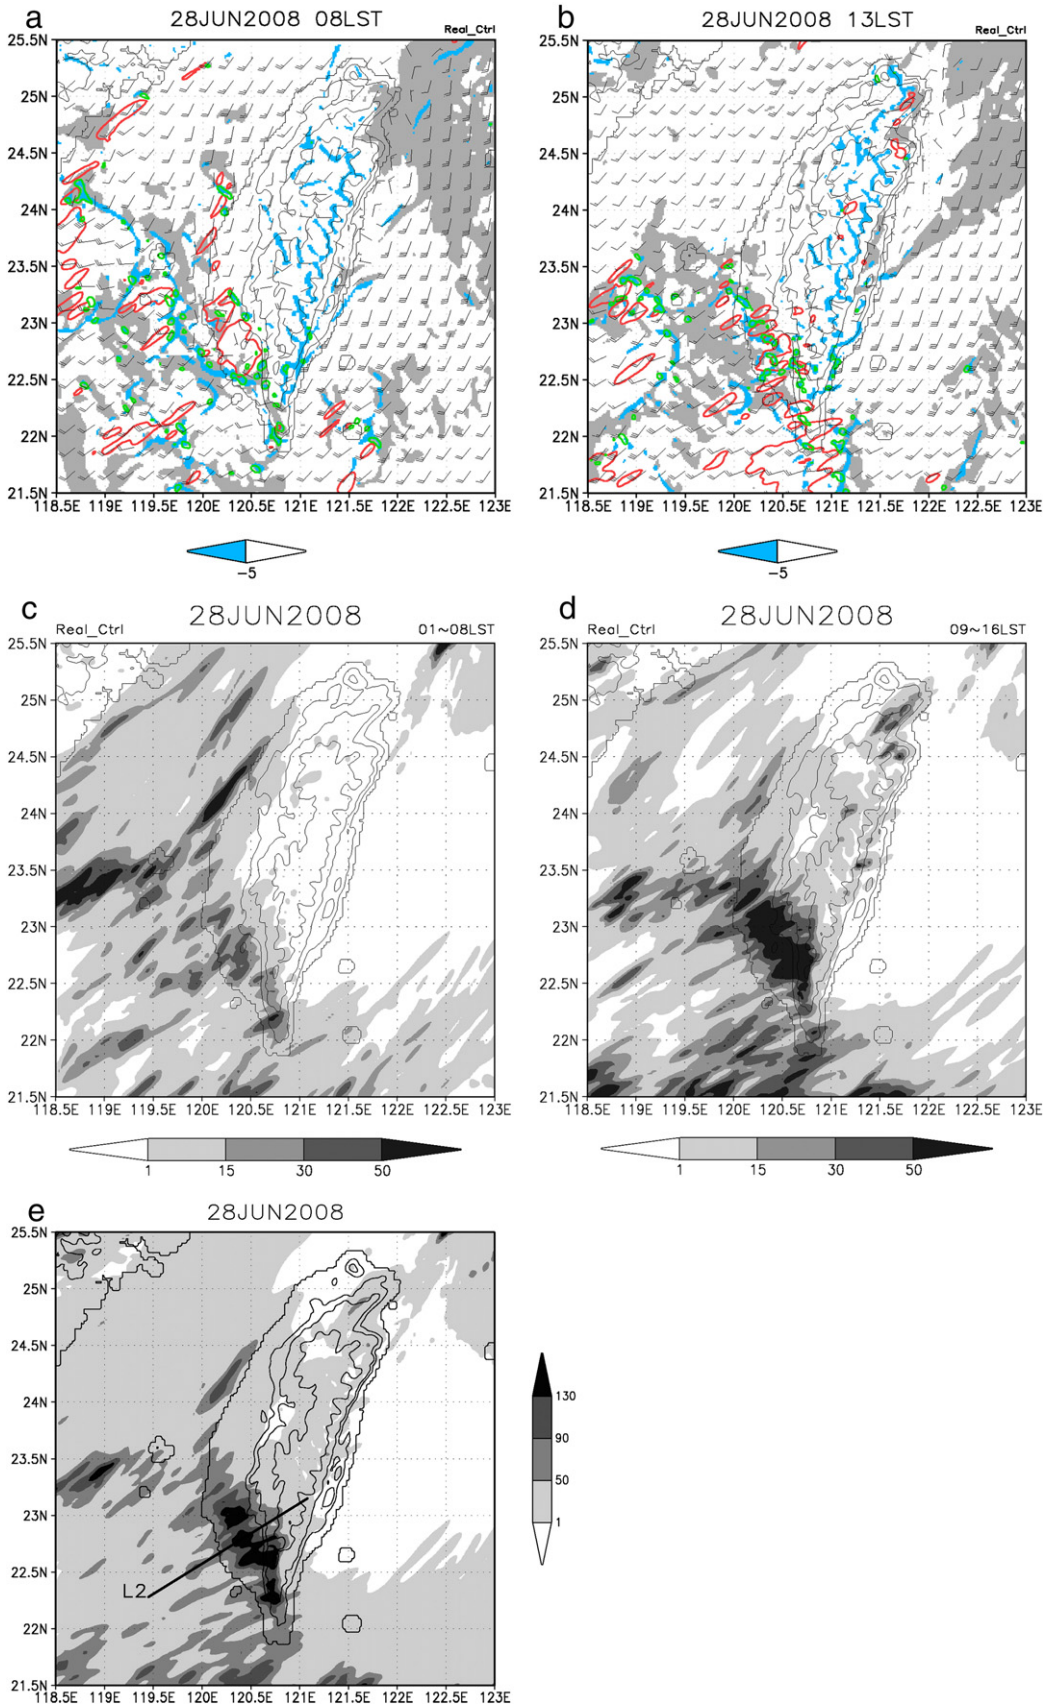 a 28JUN2008 08LST
Real_Ctrl
25.5N
25N
24.5N
24N
23.5N
23N
22.5N
22N
21.5N
118.5E 119E 119.5E 120E 120.5E 121E 121.5E 122E 122.5E 123E
-5
b 28JUN2008 13LST
Real_Ctrl
25.5N
25N
24.5N
24N
23.5N
23N
22.5N
22N
21.5N
118.5E 119E 119.5E 120E 120.5E 121E 121.5E 122E 122.5E 123E
-5
c 28JUN2008
Real_Ctrl 01~08LST
25.5N
25N
24.5N
24N
23.5N
23N
22.5N
22N
21.5N
118.5E 119E 119.5E 120E 120.5E 121E 121.5E 122E 122.5E 123E
1 15 30 50
d 28JUN2008
Real_Ctrl 09~16LST
25.5N
25N
24.5N
24N
23.5N
23N
22.5N
22N
21.5N
118.5E 119E 119.5E 120E 120.5E 121E 121.5E 122E 122.5E 123E
1 15 30 50
e 28JUN2008
25.5N
25N
24.5N
24N
23.5N
23N
22.5N
22N
21.5N
118.5E 119E 119.5E 120E 120.5E 121E 121.5E 122E 122.5E 123E
L2
130
90
50
1